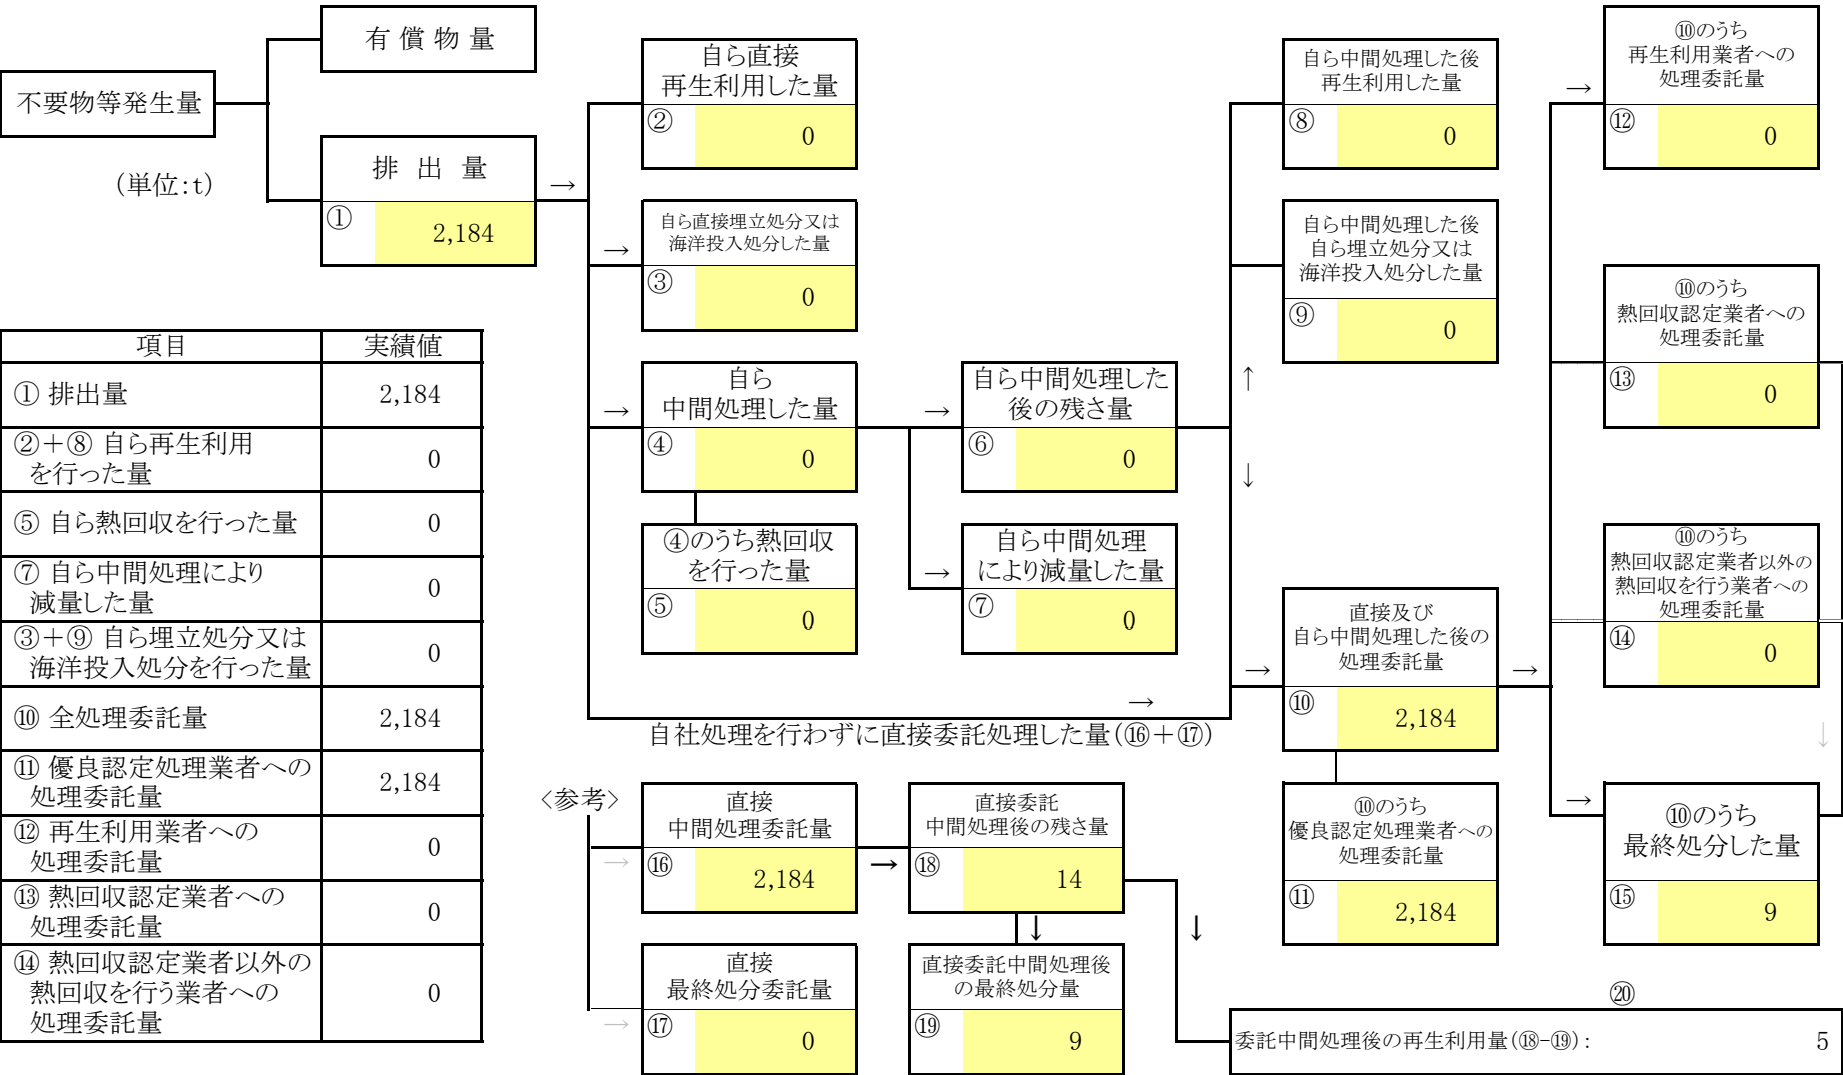 不要物等発生量
(単位:t)
有償物量
排出量
→
① 2,184
自ら直接
再生利用した量
② 0
→
自ら直接埋立処分又は
海洋投入処分した量
③ 0
→
自ら
中間処理した量
④ 0
④のうち熱回収
を行った量
⑤ 0
→
自ら中間処理した
後の残さ量
⑥ 0
→
自ら中間処理
により減量した量
⑦ 0
自ら中間処理した後
再生利用した量
⑧ 0
自ら中間処理した後
自ら埋立処分又は
海洋投入処分した量
⑨ 0
↑
↓
→
自社処理を行わずに直接委託処理した量(⑯+⑰)
→
直接及び
自ら中間処理した後の
処理委託量
⑩ 2,184
→
⑩のうち
優良認定処理業者への
処理委託量
⑪ 2,184
→
⑩のうち
再生利用業者への
処理委託量
⑫ 0
⑩のうち
熱回収認定業者への
処理委託量
⑬ 0
⑩のうち
熱回収認定業者以外の
熱回収を行う業者への
処理委託量
⑭ 0
↓
→
⑩のうち
最終処分した量
⑮ 9
項目 実績値
① 排出量 2,184
②+⑧ 自ら再生利用
を行った量 0
⑤ 自ら熱回収を行った量 0
⑦ 自ら中間処理により
減量した量 0
③+⑨ 自ら埋立処分又は
海洋投入処分を行った量 0
⑩ 全処理委託量 2,184
⑪ 優良認定処理業者への
処理委託量 2,184
⑫ 再生利用業者への
処理委託量 0
⑬ 熱回収認定業者への
処理委託量 0
⑭ 熱回収認定業者以外の
熱回収を行う業者への
処理委託量 0
<参考>
→
直接
中間処理委託量
⑯ 2,184
→
直接委託
中間処理後の残さ量
⑱ 14
↓
↓
→
直接
最終処分委託量
⑰ 0
直接委託中間処理後
の最終処分量
⑲ 9
⑳
委託中間処理後の再生利用量(⑱-⑲): 5